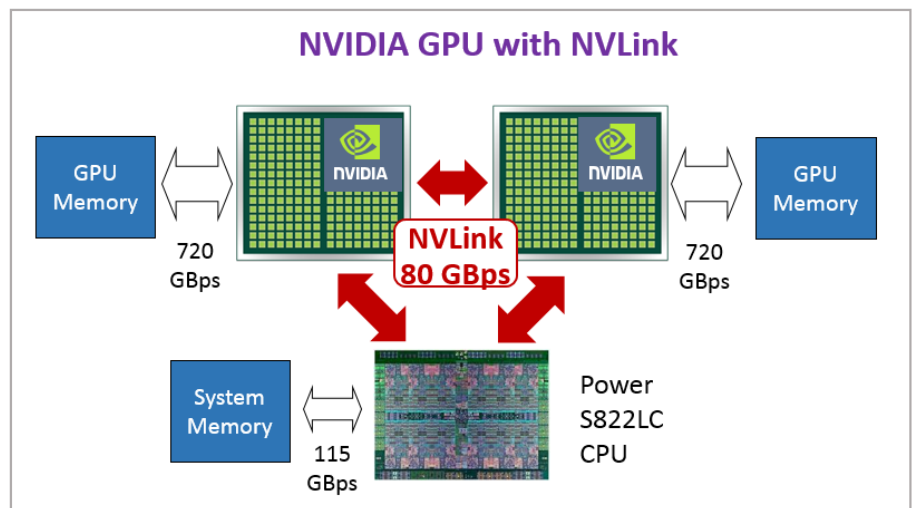 NVIDIA GPU with NVLink
GPU
Memory
720
GBps
NVIDIA
NVIDIA
GPU
Memory
720
GBps
NVLink
80 GBps
System
Memory
115
GBps
Power
S822LC
CPU